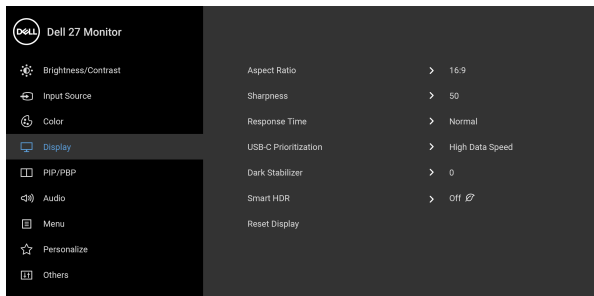 DELL Dell 27 Monitor
Brightness/Contrast
Input Source
Color
Display
PIP/PBP
Audio
Menu
Personalize
Others
Aspect Ratio > 16:9
Sharpness > 50
Response Time > Normal
USB-C Prioritization > High Data Speed
Dark Stabilizer > 0
Smart HDR > Off
Reset Display